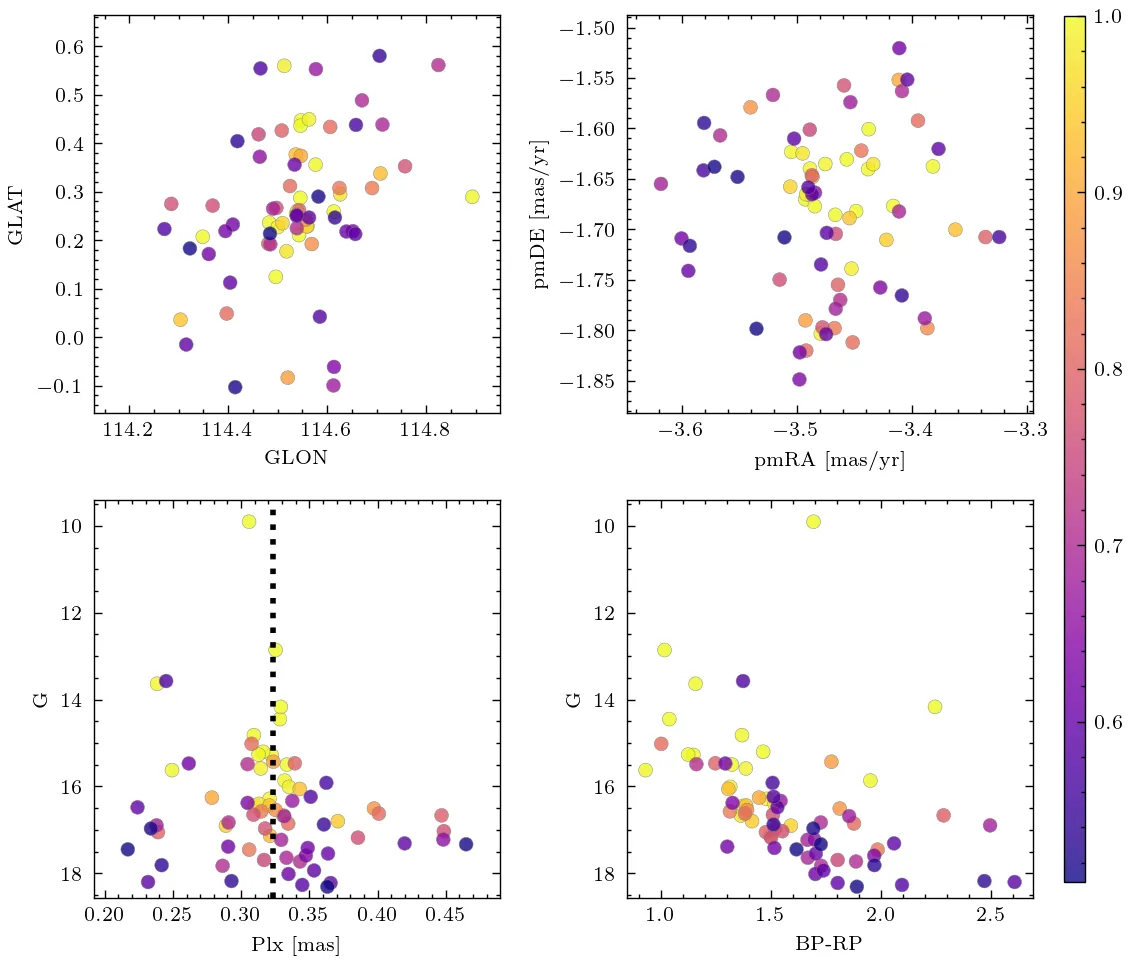 0.6
0.5
0.4
0.3
0.2
0.1
0.0
−0.1
GLAT
114.2 114.4 114.6 114.8
GLON
−1.50
−1.55
−1.60
−1.65
−1.70
−1.75
−1.80
−1.85
pmDE [mas/yr]
−3.6 −3.5 −3.4 −3.3
pmRA [mas/yr]
10
12
14
16
18
G
0.20 0.25 0.30 0.35 0.40 0.45
Plx [mas]
10
12
14
16
18
G
1.0 1.5 2.0 2.5
BP-RP
1.0
0.9
0.8
0.7
0.6